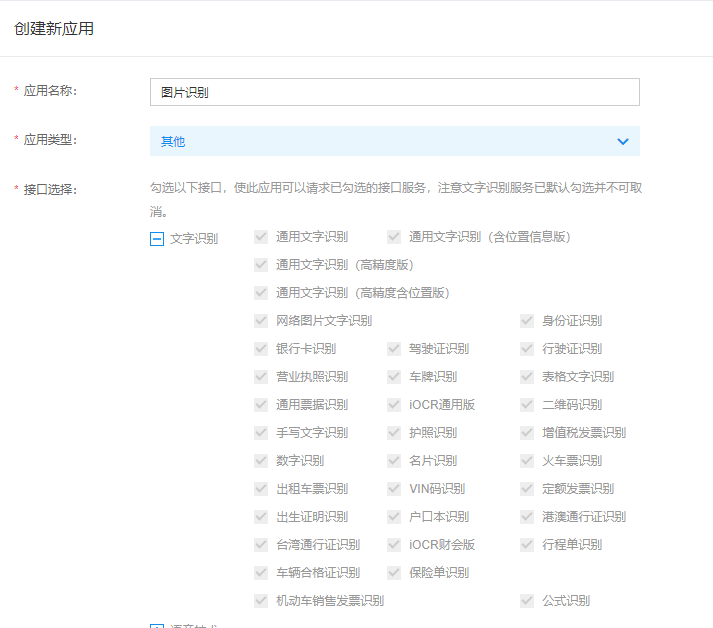 创建新应用
* 应用名称： 图片识别
* 应用类型： 其他
* 接口选择： 勾选以下接口，使此应用可以请求已勾选的接口服务，注意文字识别服务已默认勾选并不可取
消。
文字识别 通用文字识别 通用文字识别（含位置信息版）
通用文字识别（高精度版）
通用文字识别（高精度含位置版）
网络图片文字识别 身份证识别
银行卡识别 驾驶证识别 行驶证识别
营业执照识别 车牌识别 表格文字识别
通用票据识别 iOCR通用版 二维码识别
手写文字识别 护照识别 增值税发票识别
数字识别 名片识别 火车票识别
出租车票识别 VIN码识别 定额发票识别
出生证明识别 户口本识别 港澳通行证识别
台湾通行证识别 iOCR财会版 行程单识别
车辆合格证识别 保险单识别
机动车销售发票识别 公式识别